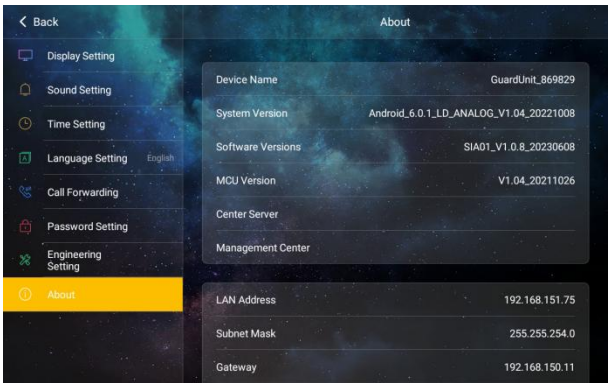 Back
About
Display Setting
Sound Setting
Time Setting
Language Setting English
Call Forwarding
Password Setting
Engineering
Setting
About
Device Name GuardUnit_869829
System Version Android_6.0.1_LD_ANALOG_V1.04_20221008
Software Versions SIA01_V1.0.8_20230608
MCU Version V1.04_20211026
Center Server
Management Center
LAN Address 192.168.151.75
Subnet Mask 255.255.254.0
Gateway 192.168.150.11